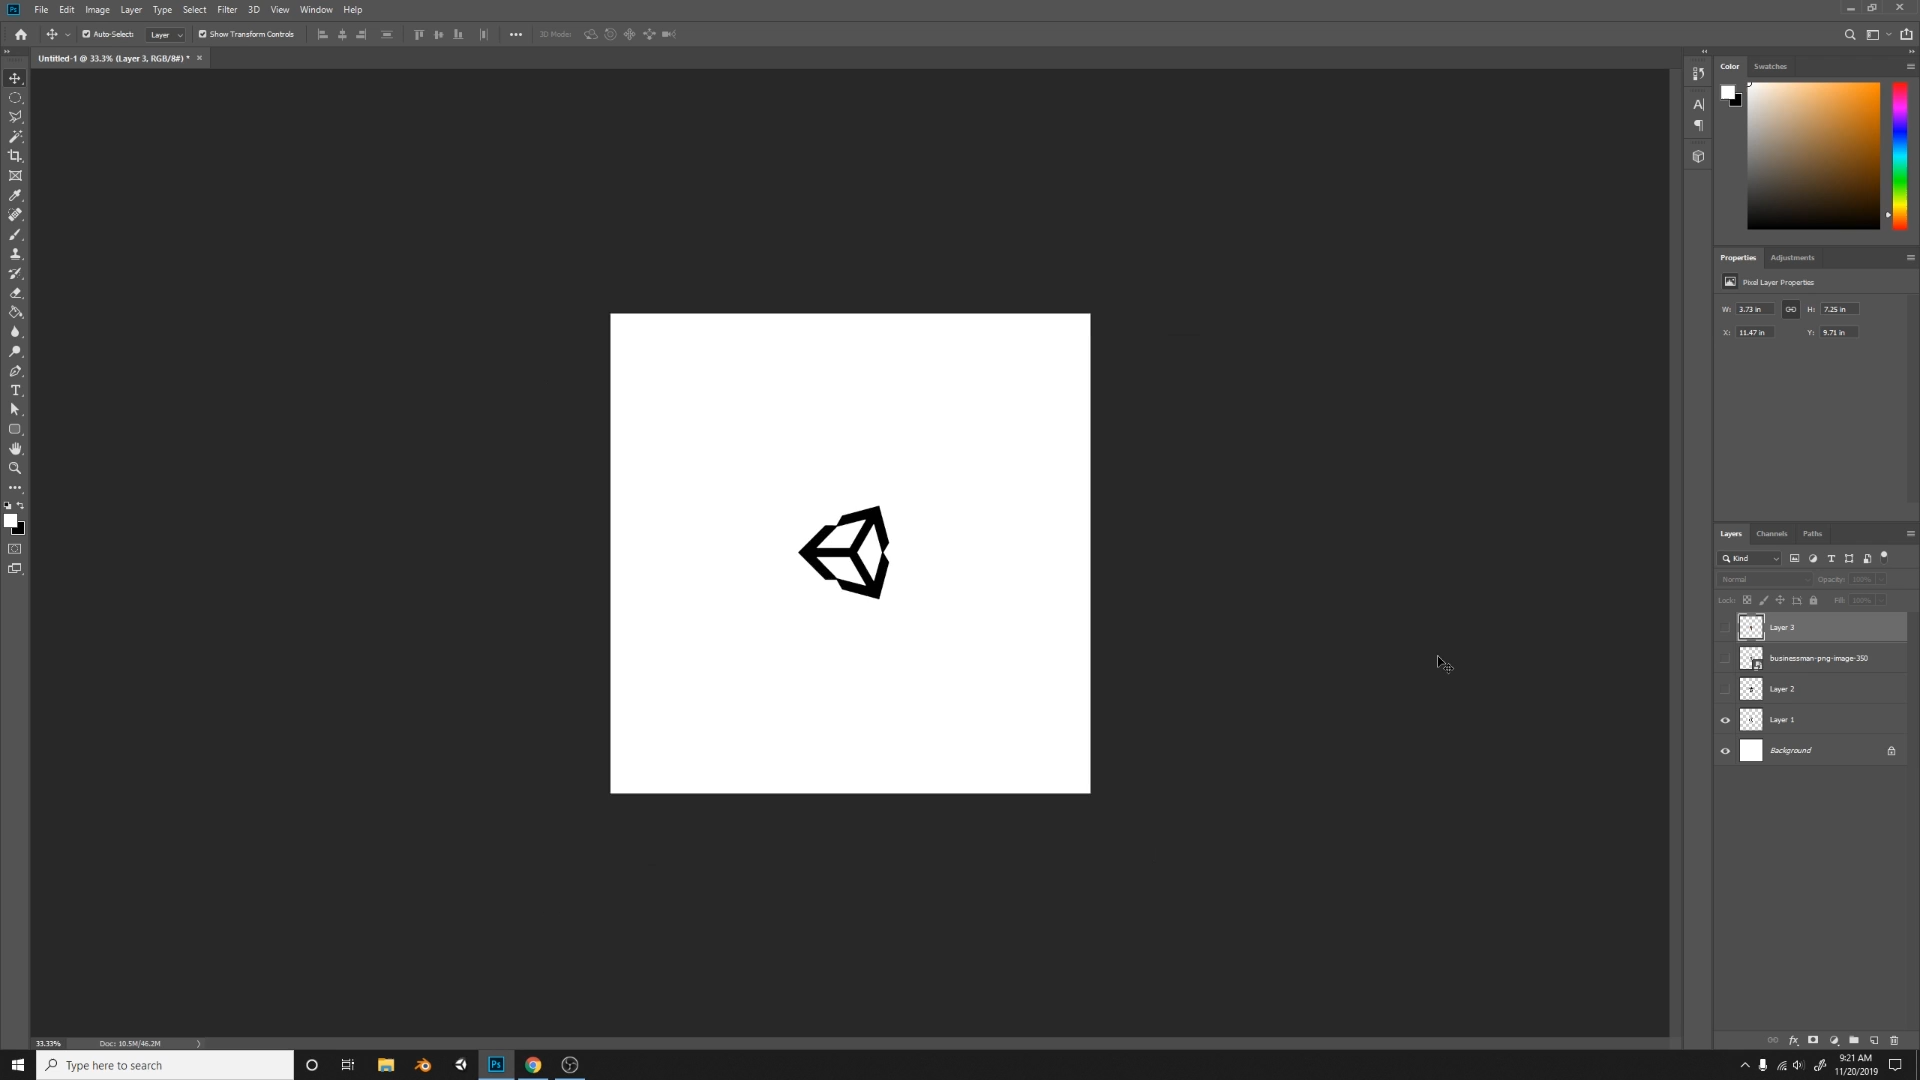 Ps File Edit Image Layer Type Select Filter 3D View Window Help
Auto-Select: Layer Show Transform Controls 3D Mode:
Untitled-1 @ 33.3% (Layer 3, RGB/8#) *
Color Swatches
Properties Adjustments
Pixel Layer Properties
W: 3.73 in H: 7.25 in
X: 11.47 in Y: 9.71 in
Layers Channels Paths
Kind
Normal Opacity: 100%
Lock: Fill: 100%
Layer 3
businessman-png-image-350
Layer 2
Layer 1
Background
33.33% Doc: 10.5M/46.2M
Type here to search
Ps
9:21 AM
11/20/2019